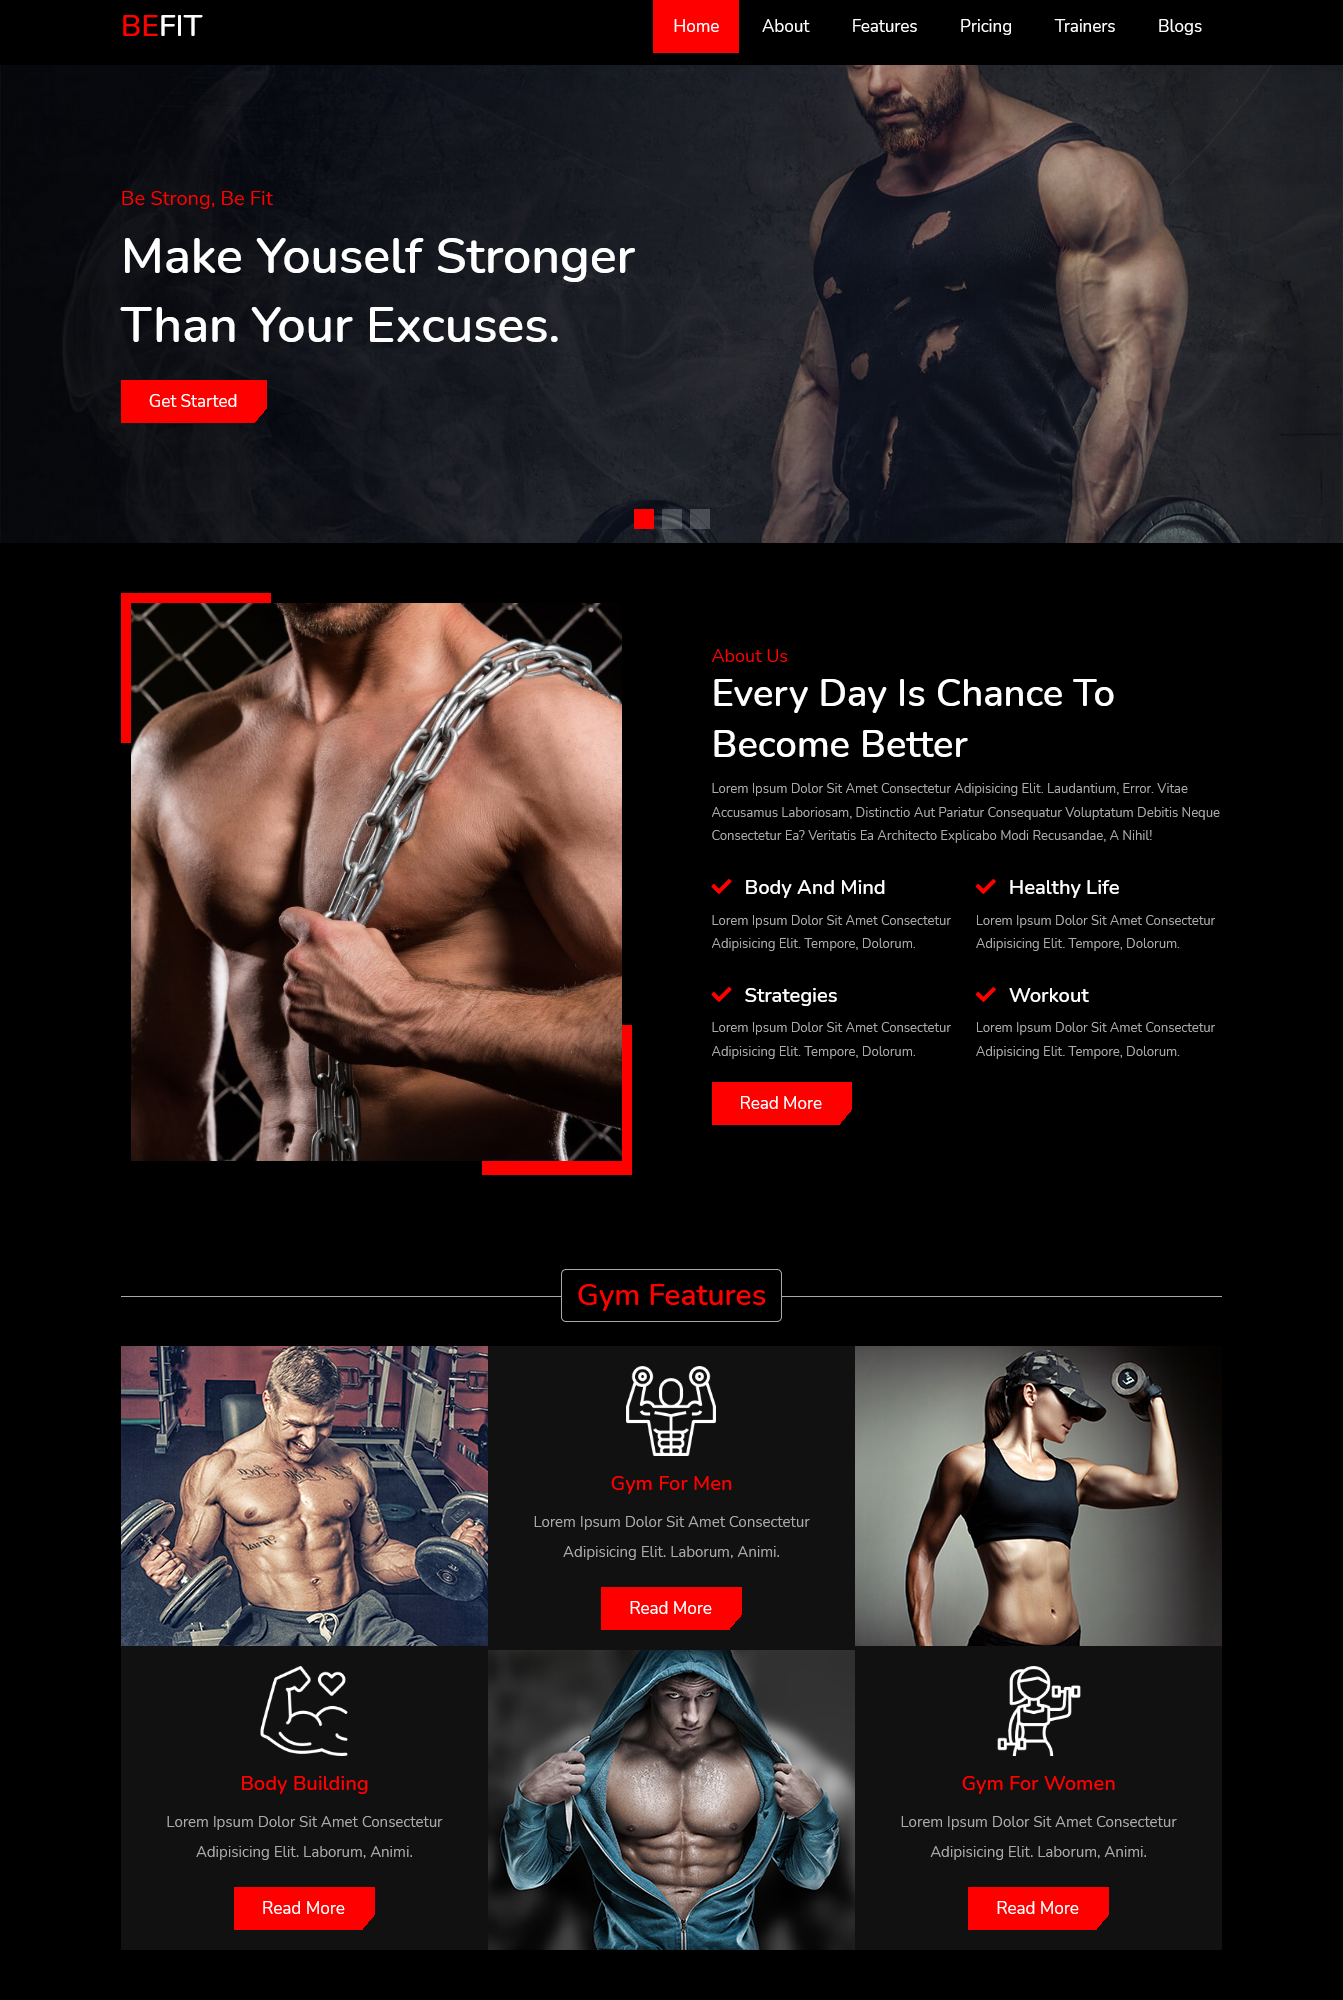 BEFIT
Home About Features Pricing Trainers Blogs
Be Strong, Be Fit
Make Youself Stronger
Than Your Excuses.
Get Started
About Us
Every Day Is Chance To
Become Better
Lorem Ipsum Dolor Sit Amet Consectetur Adipisicing Elit. Laudantium, Error. Vitae
Accusamus Laboriosam, Distinctio Aut Pariatur Consequatur Voluptatum Debitis Neque
Consectetur Ea? Veritatis Ea Architecto Explicabo Modi Recusandae, A Nihil!
Body And Mind
Lorem Ipsum Dolor Sit Amet Consectetur
Adipisicing Elit. Tempore, Dolorum.
Healthy Life
Lorem Ipsum Dolor Sit Amet Consectetur
Adipisicing Elit. Tempore, Dolorum.
Strategies
Lorem Ipsum Dolor Sit Amet Consectetur
Adipisicing Elit. Tempore, Dolorum.
Workout
Lorem Ipsum Dolor Sit Amet Consectetur
Adipisicing Elit. Tempore, Dolorum.
Read More
Gym Features
Gym For Men
Lorem Ipsum Dolor Sit Amet Consectetur
Adipisicing Elit. Laborum, Animi.
Read More
Body Building
Lorem Ipsum Dolor Sit Amet Consectetur
Adipisicing Elit. Laborum, Animi.
Read More
Gym For Women
Lorem Ipsum Dolor Sit Amet Consectetur
Adipisicing Elit. Laborum, Animi.
Read More